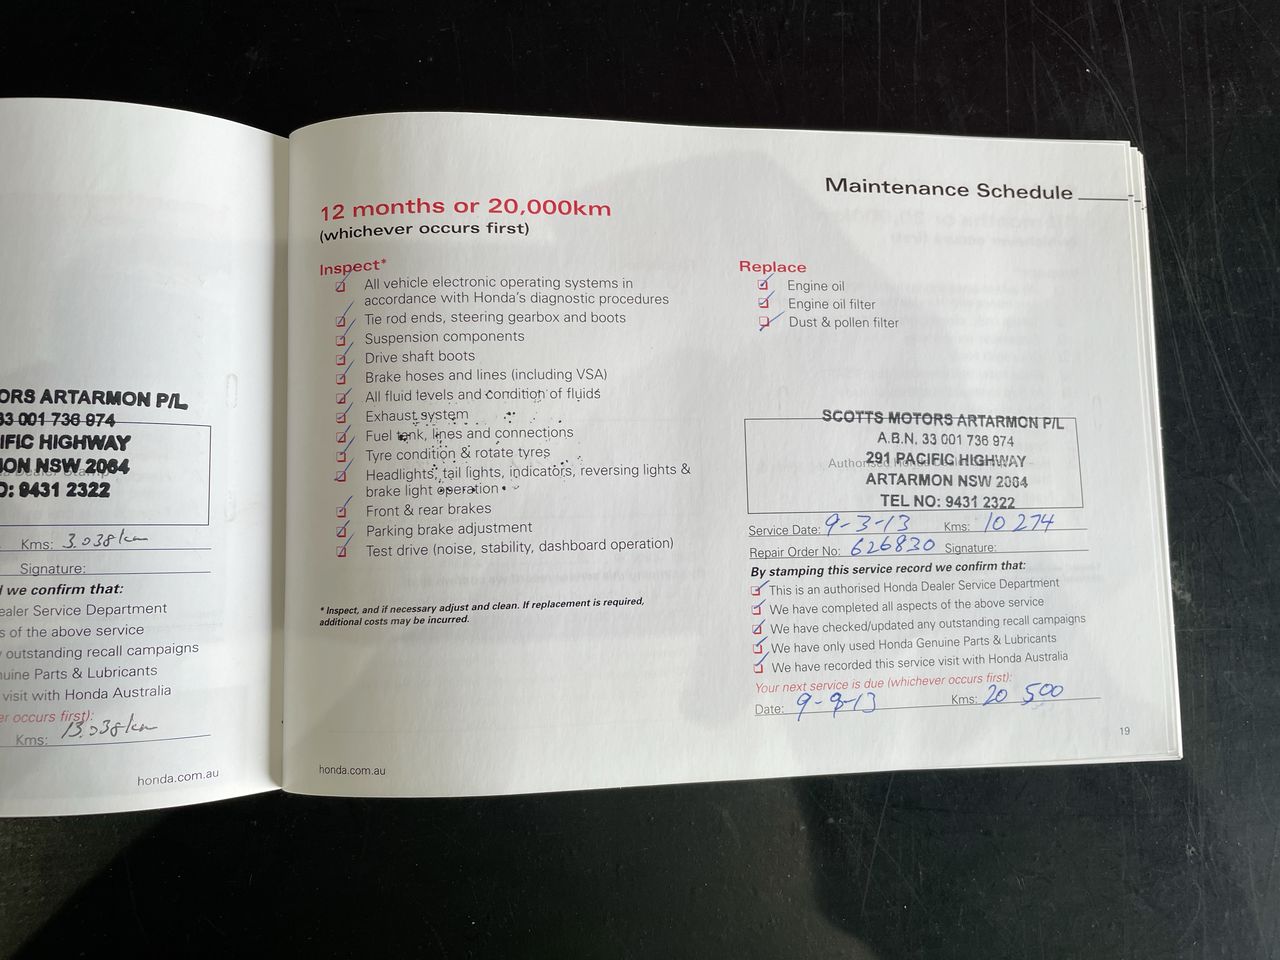 ORS ARTARMON P/L
33 001 736 974
IFIC HIGHWAY
ON NSW 2064
O: 9431 2322
Kms: 3.038km
Signature:
d we confirm that:
ealer Service Department
s of the above service
outstanding recall campaigns
nuine Parts & Lubricants
visit with Honda Australia
er occurs first):
Kms: 13.038km
honda.com.au
Maintenance Schedule
12 months or 20,000km
(whichever occurs first)
Inspect*
All vehicle electronic operating systems in
accordance with Honda's diagnostic procedures
Tie rod ends, steering gearbox and boots
Suspension components
Drive shaft boots
Brake hoses and lines (including VSA)
All fluid levels and condition of fluids
Exhaust system
Fuel tank, lines and connections
Tyre condition & rotate tyres
Headlights, tail lights, indicators, reversing lights &
brake light operation
Front & rear brakes
Parking brake adjustment
Test drive (noise, stability, dashboard operation)
* Inspect, and if necessary adjust and clean. If replacement is required,
additional costs may be incurred.
honda.com.au
Replace
Engine oil
Engine oil filter
Dust & pollen filter
SCOTTS MOTORS ARTARMON P/L
A.B.N. 33 001 736 974
291 PACIFIC HIGHWAY
ARTARMON NSW 2064
TEL NO: 9431 2322
Service Date: 9-3-13 Kms: 10 274
Repair Order No: 626830 Signature:
By stamping this service record we confirm that:
This is an authorised Honda Dealer Service Department
We have completed all aspects of the above service
We have checked/updated any outstanding recall campaigns
We have only used Honda Genuine Parts & Lubricants
We have recorded this service visit with Honda Australia
Your next service is due (whichever occurs first):
Date: 9-9-13 Kms: 20 500
19